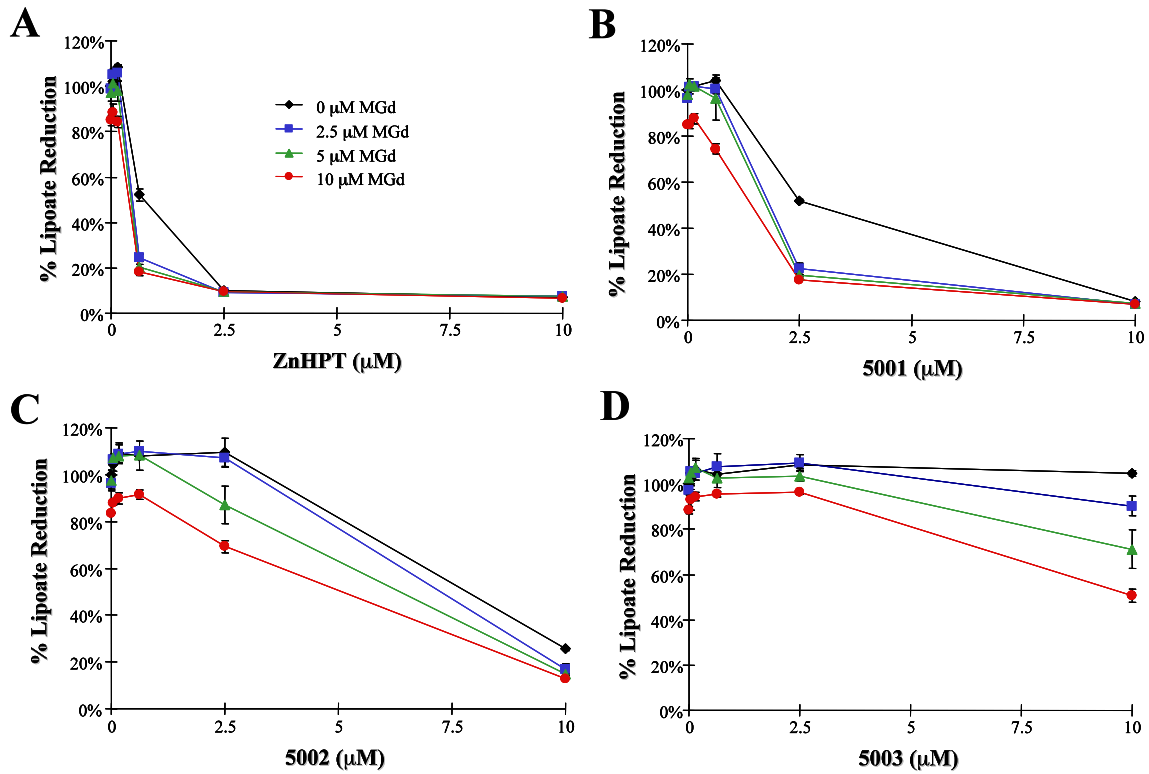 A
% Lipoate Reduction
120%
100%
80%
60%
40%
20%
0%
0 2.5 5 7.5 10
ZnHPT (µM)
0 µM MGd
2.5 µM MGd
5 µM MGd
10 µM MGd
B
% Lipoate Reduction
120%
100%
80%
60%
40%
20%
0%
0 2.5 5 7.5 10
5001 (µM)
C
% Lipoate Reduction
120%
100%
80%
60%
40%
20%
0%
0 2.5 5 7.5 10
5002 (µM)
D
% Lipoate Reduction
120%
100%
80%
60%
40%
20%
0%
0 2.5 5 7.5 10
5003 (µM)